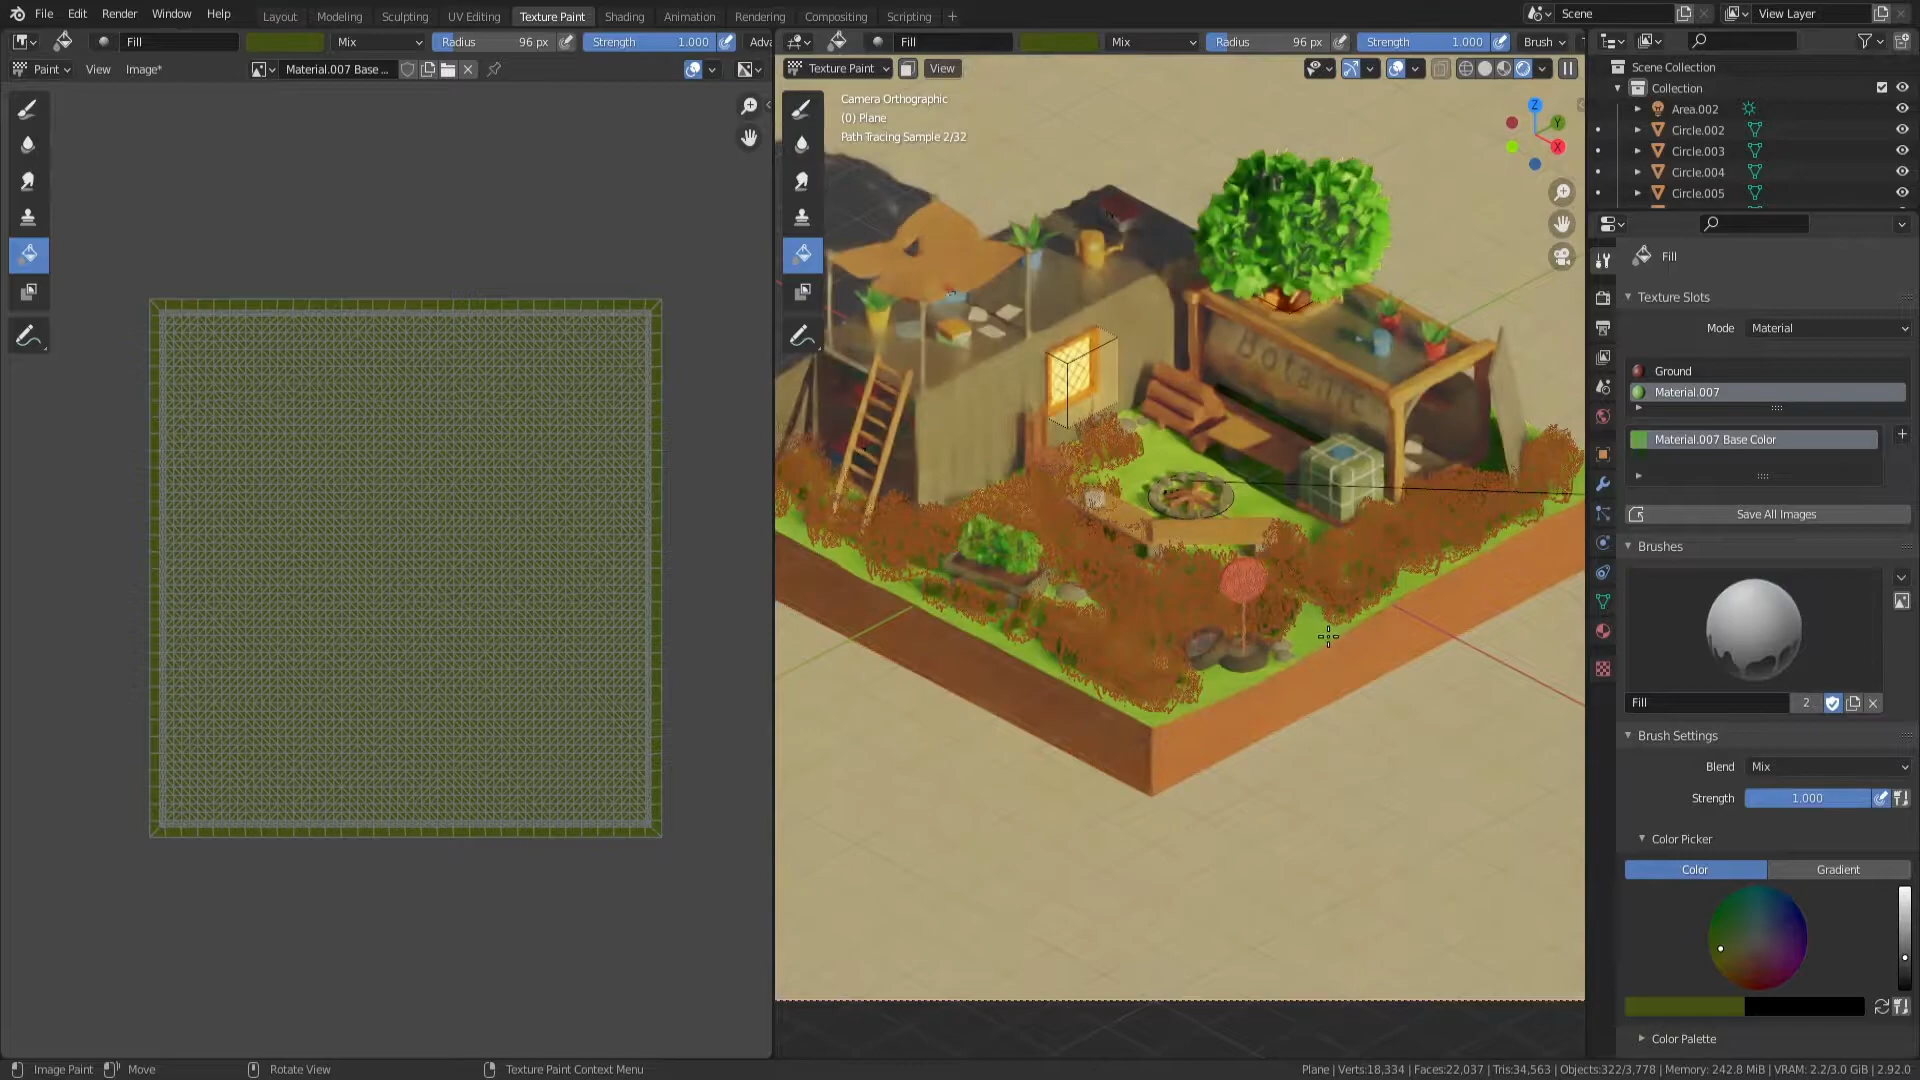 File Edit Render Window Help
Layout Modeling Sculpting UV Editing Texture Paint Shading Animation Rendering Compositing Scripting +
Scene
View Layer
Fill Mix Radius 96 px Strength 1.000 Adv
Fill Mix Radius 96 px Strength 1.000 Brush
Paint View Image* Material.007 Base ...
Texture Paint View
Camera Orthographic
(0) Plane
Path Tracing Sample 2/32
Z
Y
X
Botanic
Scene Collection
Collection
Area.002
Circle.002
Circle.003
Circle.004
Circle.005
Fill
Texture Slots
Mode Material
Ground
Material.007
Material.007 Base Color
Save All Images
Brushes
Fill 2
Brush Settings
Blend Mix
Strength 1.000
Color Picker
Color Gradient
Color Palette
Image Paint Move Rotate View Texture Paint Context Menu
Plane | Verts:18,334 | Faces:22,037 | Tris:34,563 | Objects:322/3,778 | Memory: 242.8 MiB | VRAM: 2.2/3.0 GiB | 2.92.0